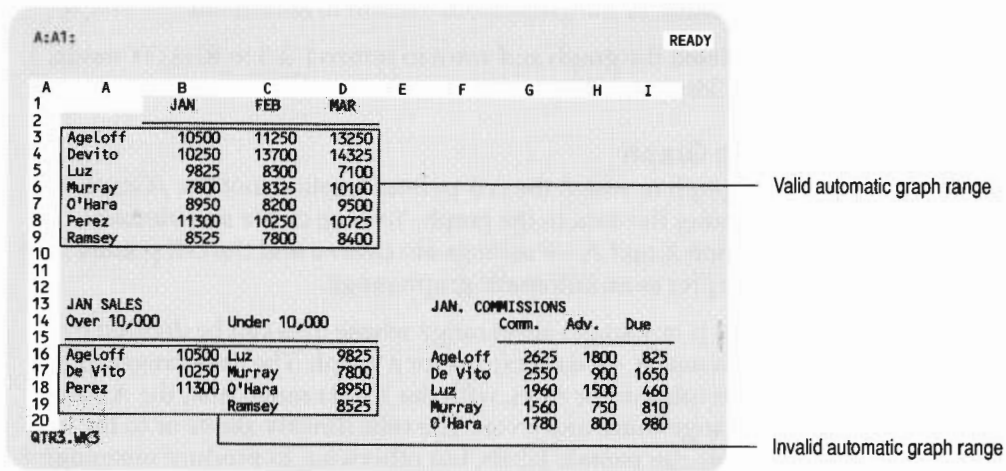 A:A1: READY
A A B C D E F G H I
1 JAN FEB MAR
2
3 Ageloff 10500 11250 13250
4 Devito 10250 13700 14325
5 Luz 9825 8300 7100
6 Murray 7800 8325 10100
7 O'Hara 8950 8200 9500
8 Perez 11300 10250 10725
9 Ramsey 8525 7800 8400
10
11
12
13 JAN SALES JAN. COMMISSIONS
14 Over 10,000 Under 10,000 Comm. Adv. Due
15
16 Ageloff 10500 Luz 9825 Ageloff 2625 1800 825
17 De Vito 10250 Murray 7800 De Vito 2550 900 1650
18 Perez 11300 O'Hara 8950 Luz 1960 1500 460
19 Ramsey 8525 Murray 1560 750 810
20 O'Hara 1780 800 980
QTR3.WK3
Valid automatic graph range
Invalid automatic graph range